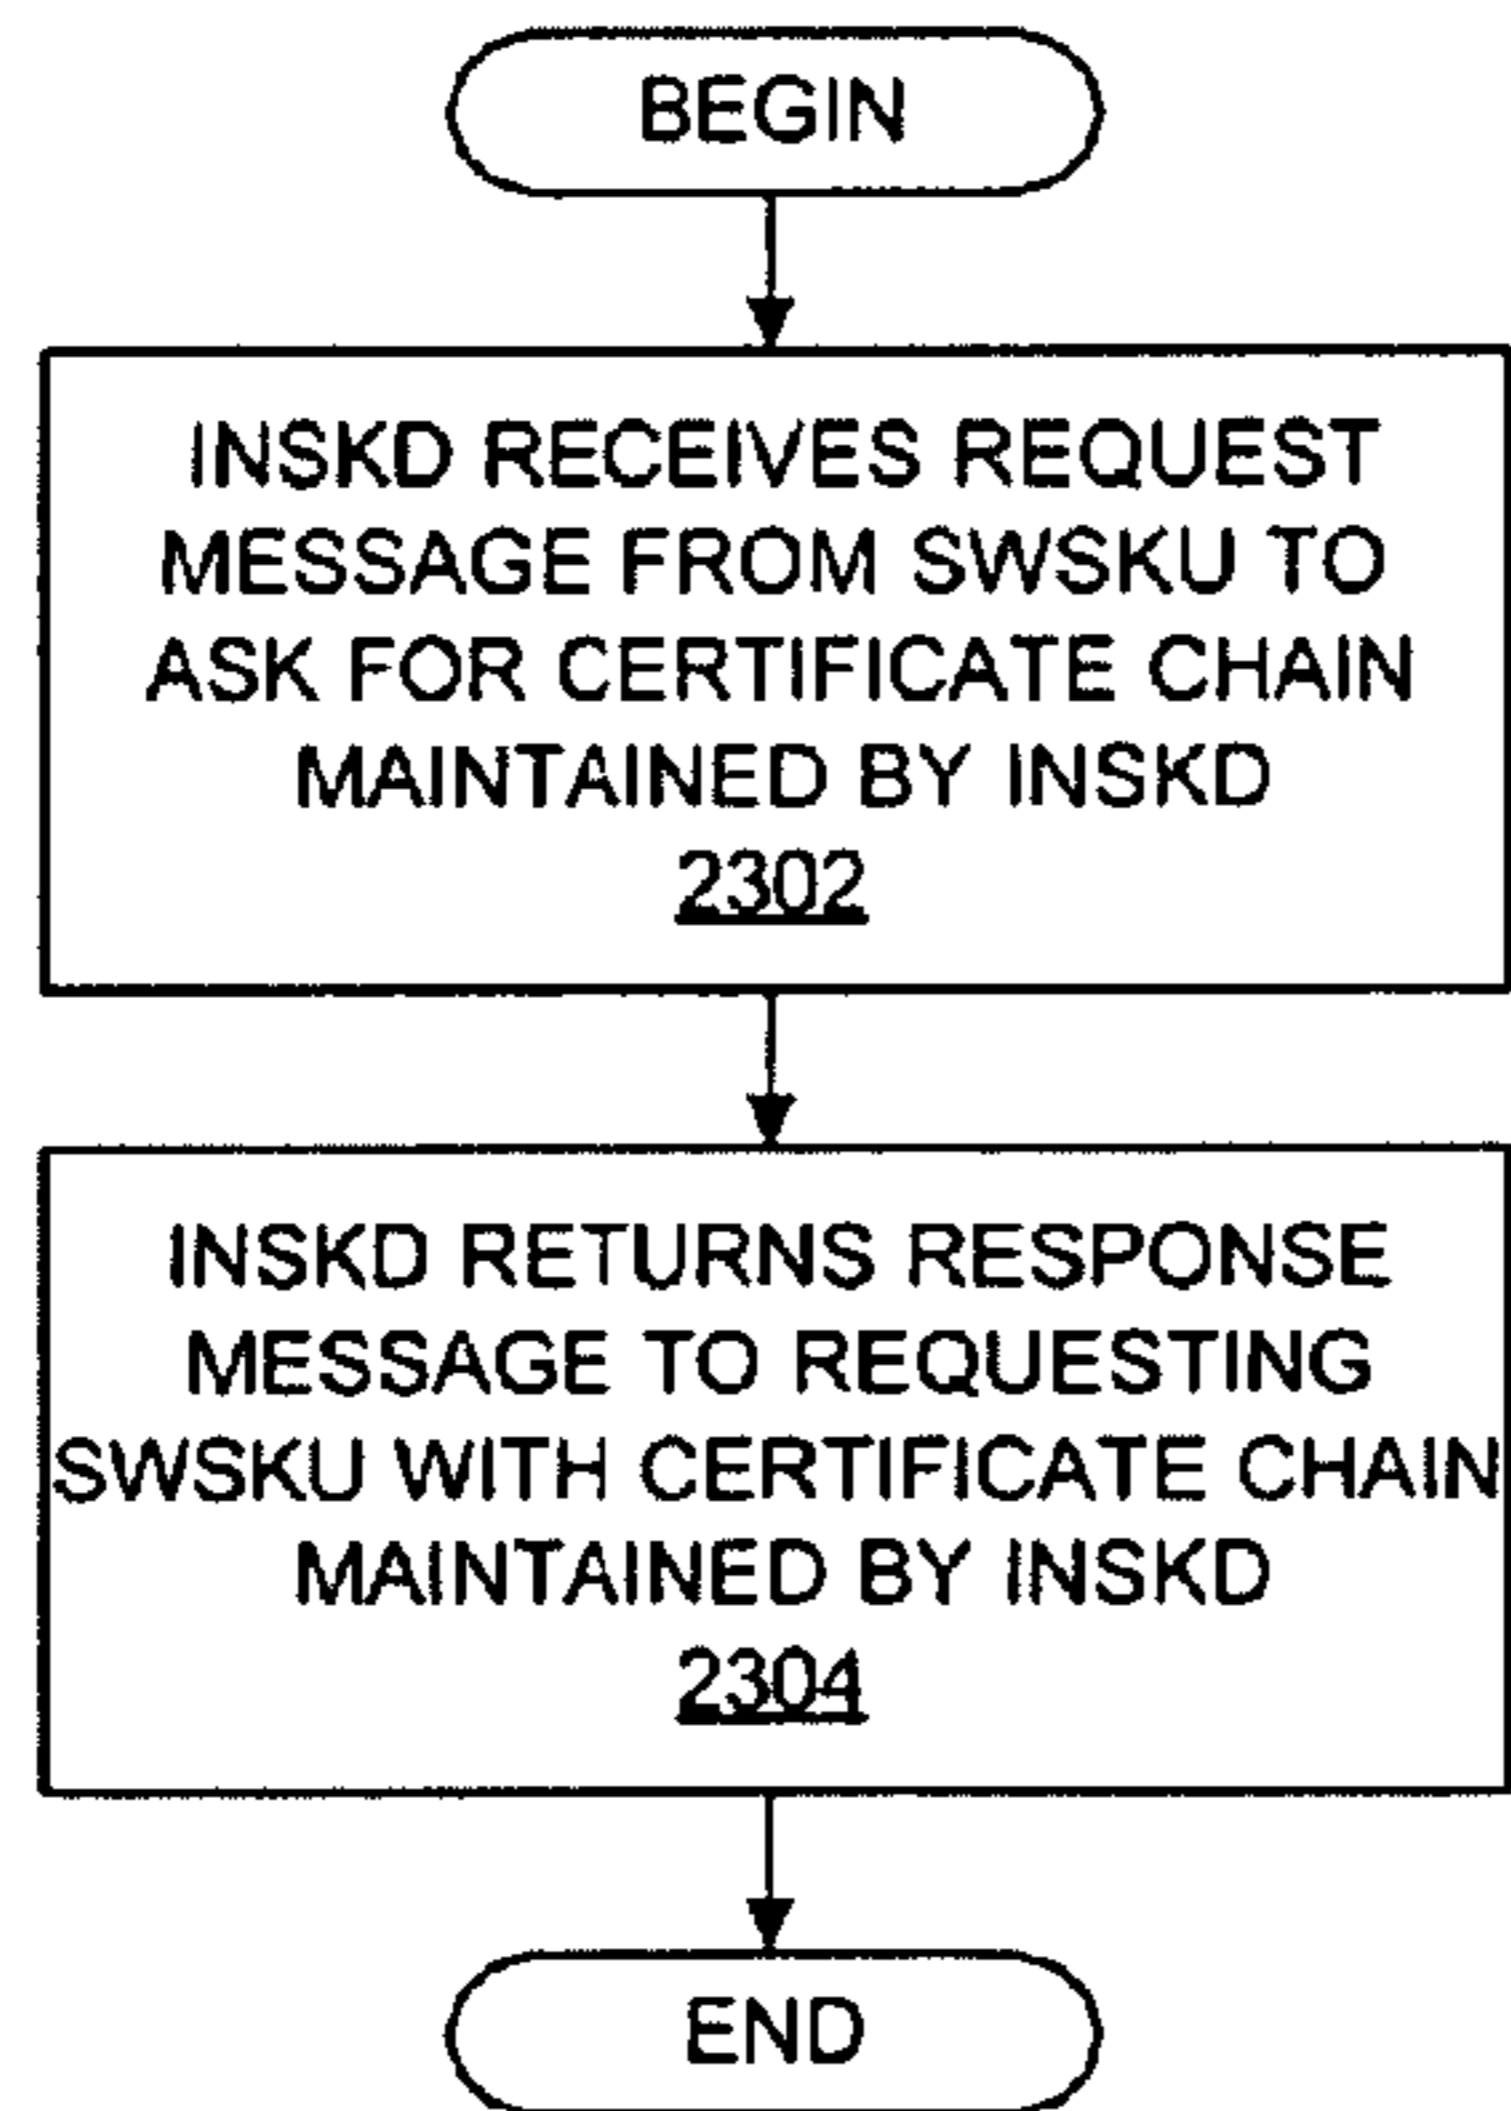 BEGIN
INSKD RECEIVES REQUEST
MESSAGE FROM SWSKU TO
ASK FOR CERTIFICATE CHAIN
MAINTAINED BY INSKD
2302
INSKD RETURNS RESPONSE
MESSAGE TO REQUESTING
SWSKU WITH CERTIFICATE CHAIN
MAINTAINED BY INSKD
2304
END